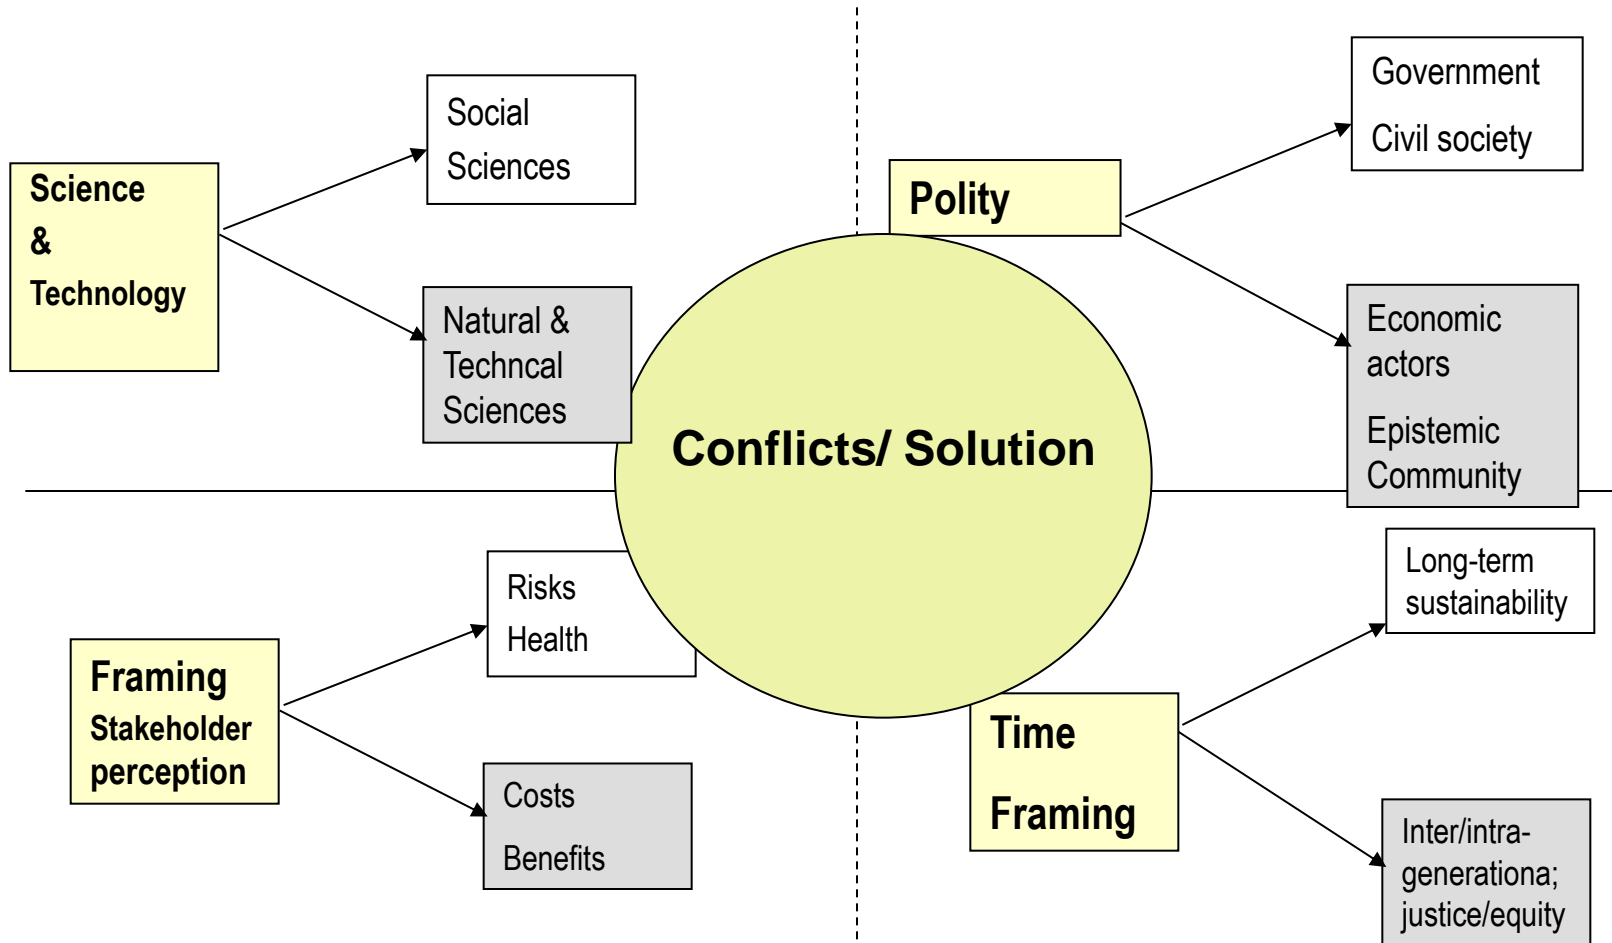 Science
&
Technology
Social
Sciences
Natural &
Techncal
Sciences
Polity
Government
Civil society
Economic
actors
Epistemic
Community
Conflicts/ Solution
Framing
Stakeholder
perception
Risks
Health
Costs
Benefits
Time
Framing
Long-term
sustainability
Inter/intra-
generationa;
justice/equity